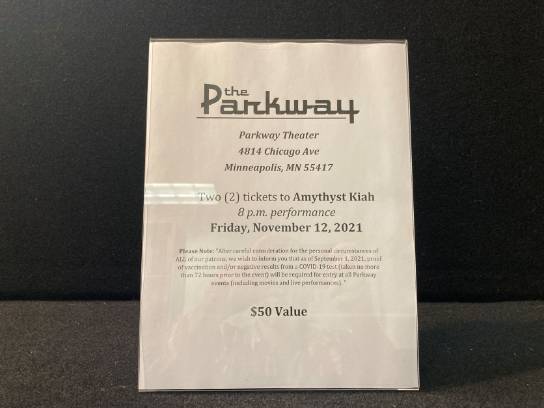 the
Parkway
Parkway Theater
4814 Chicago Ave
Minneapolis, MN 55417
Two (2) tickets to Amythyst Kiah
8 p.m. performance
Friday, November 12, 2021
Please Note: "After careful consideration for the personal circumstances of
ALL of our patrons, we wish to inform you that as of September 1, 2021, proof
of vaccination and/or negative results from a COVID-19 test (taken no more
than 72 hours prior to the event) will be required for entry at all Parkway
events (including movies and live performances). "
$50 Value